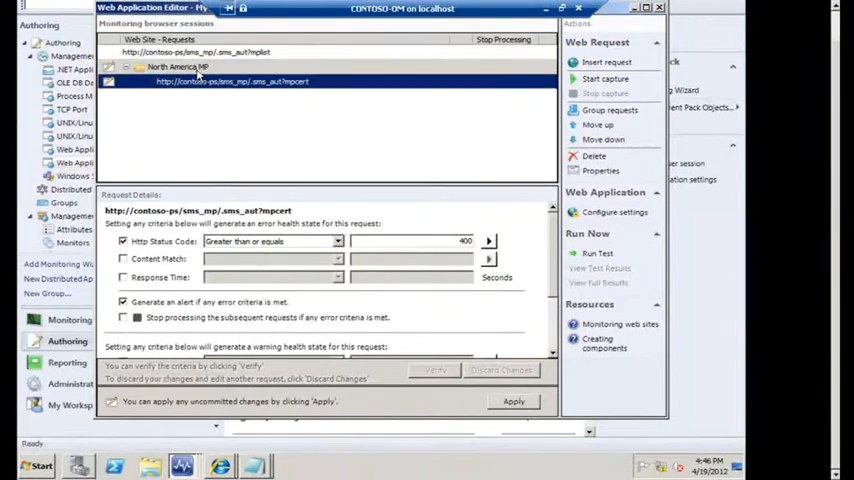 Web Application Editor - My
CONTOSO-OM on localhost
Authoring
Monitoring browser sessions
Actions
Web Site - Requests
Stop Processing
http://contoso-ps/sms_mp/.sms_aut?mplist
North America MP
http://contoso-ps/sms_mp/.sms_aut?mpcert
Authoring
Management
.NET Appl
OLE DB Da
Process M
TCP Port
UNIX/Linu
UNIX/Linu
Web Appli
Web Appli
Windows
Distributed
Groups
Management
Attributes
Monitors
Add Monitoring Wi
New Distributed Ap
New Group...
Monitoring
Authoring
Reporting
Administrat
My Worksp
Ready
Request Details:
http://contoso-ps/sms_mp/.sms_aut?mpcert
Setting any criteria below will generate an error health state for this request:
Http Status Code:
Greater than or equals
400
Content Match:
Response Time:
Seconds
Generate an alert if any error criteria is met.
Stop processing the subsequent requests if any error criteria is met.
Setting any criteria below will generate a warning health state for this request:
You can verify the criteria by clicking 'Verify'
To discard your changes and edit another request, click 'Discard Changes'
Verify
Discard Changes
You can apply any uncommitted changes by clicking 'Apply'.
Apply
Web Request
Insert request
Start capture
Stop capture
Group requests
Move up
Move down
Delete
Properties
Web Application
Configure settings
Run Now
Run Test
View Test Results
View Full Results
Resources
Monitoring web sites
Creating
components
zard
ent Pack Objects...
ser session
cation settings
Start
4:46 PM
4/19/2012